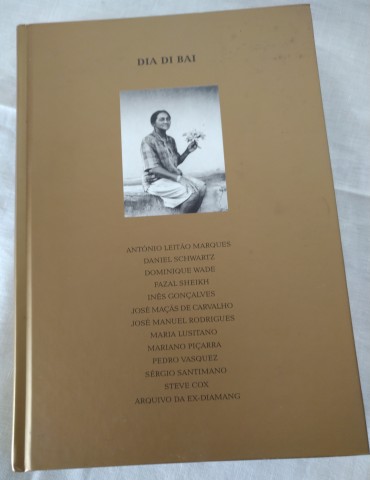 DIA DI BAI
ANTÓNIO LEITÃO MARQUES
DANIEL SCHWARTZ
DOMINIQUE WADE
FAZAL SHEIKH
INÊS GONÇALVES
JOSÉ MAÇÃS DE CARVALHO
JOSÉ MANUEL RODRIGUES
MARIA LUSITANO
MARIANO PIÇARRA
PEDRO VASQUEZ
SÉRGIO SANTIMANO
STEVE COX
ARQUIVO DA EX-DIAMANG